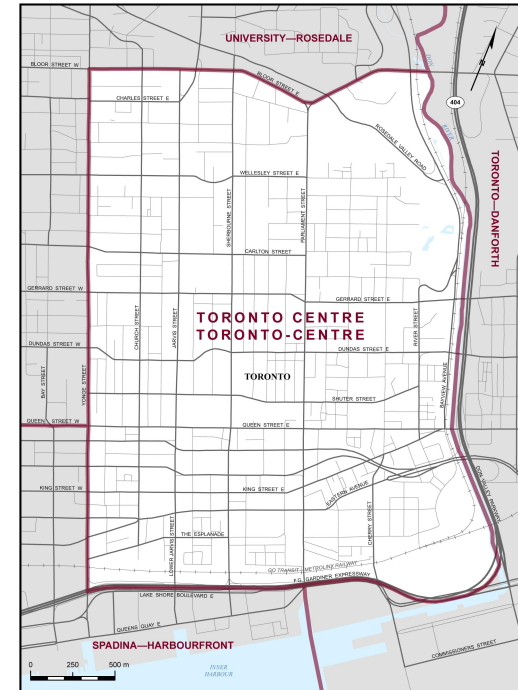 UNIVERSITY—ROSEDALE
BLOOR STREET W
BLOOR STREET E
DON
RIVER
404
CHARLES STREET E
ROSEDALE VALLEY ROAD
TORONTO—DANFORTH
WELLESLEY STREET E
SHERBOURNE STREET
PARLIAMENT STREET
CARLTON STREET
GERRARD STREET W
GERRARD STREET E
TORONTO CENTRE
TORONTO-CENTRE
CHURCH STREET
JARVIS STREET
RIVER STREET
DUNDAS STREET W
DUNDAS STREET E
BAY STREET
YONGE STREET
TORONTO
BAYVIEW AVENUE
SHUTER STREET
QUEEN STREET W
QUEEN STREET E
KING STREET W
KING STREET E
EASTERN AVENUE
DON VALLEY PARKWAY
CHERRY STREET
LOWER JARVIS STREET
THE ESPLANADE
GO TRANSIT - METROLINX RAILWAY
F.G. GARDINER EXPRESSWAY
LAKE SHORE BOULEVARD E
QUEENS QUAY E
COMMISSIONERS STREET
SPADINA—HARBOURFRONT
INNER
HARBOUR
0 250 500 m
N